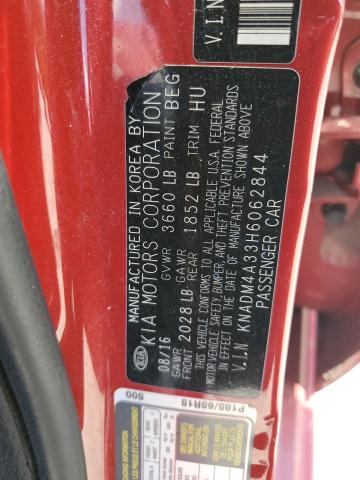 MANUFACTURED IN KOREA BY
KIA MOTORS CORPORATION
08/16 GVWR 3660 LB PAINT BEG
GAWR GAWR
FRONT 2028 LB REAR 1852 LB TRIM HU
THIS VEHICLE CONFORMS TO ALL APPLICABLE U.S.A. FEDERAL
MOTOR VEHICLE SAFETY, BUMPER, AND THEFT PREVENTION STANDARDS
IN EFFECT ON THE DATE OF MANUFACTURE SHOWN ABOVE
V.I.N KNADM4A33H6062844
PASSENGER CAR
V.I.N
KIA
500
P185/65R15